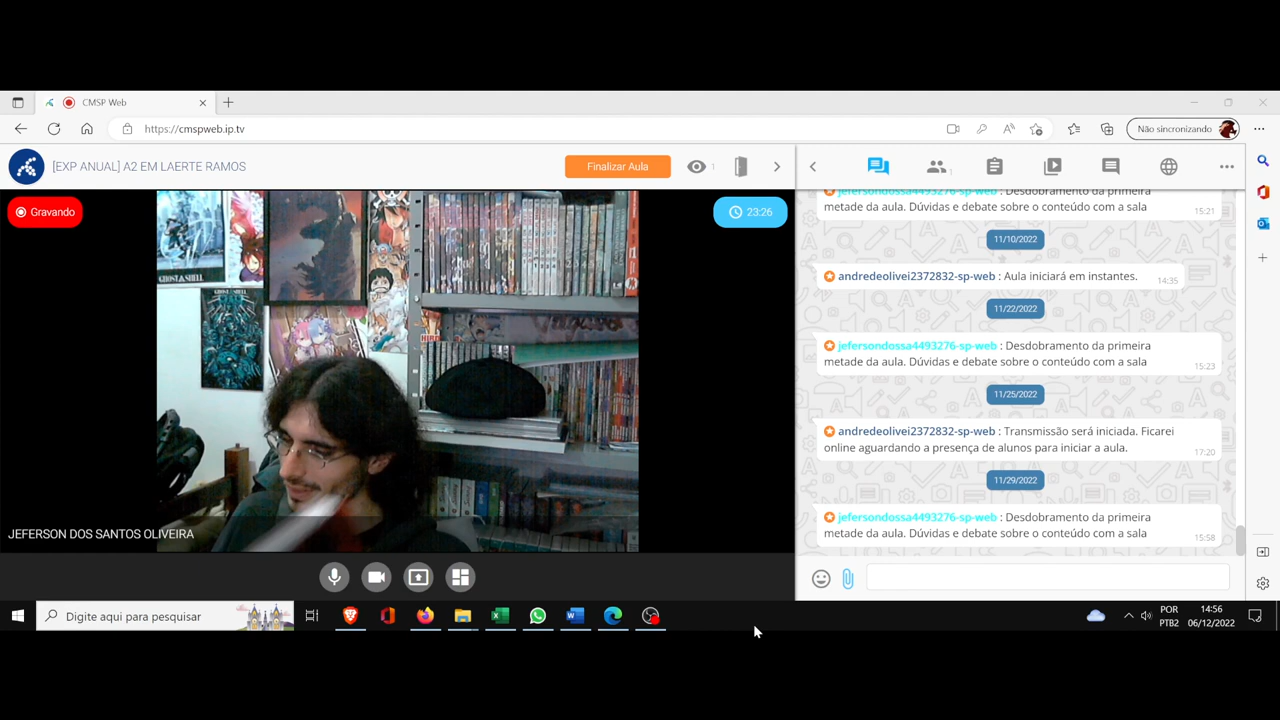 CMSP Web
https://cmspweb.ip.tv
Não sincronizando
[EXP ANUAL] A2 EM LAERTE RAMOS
Finalizar Aula
1
Gravando
23:26
GHOST IN THE SHELL
JEFERSON DOS SANTOS OLIVEIRA
jefersondossa4493276-sp-web : Desdobramento da primeira
metade da aula. Dúvidas e debate sobre o conteúdo com a sala
15:21
11/10/2022
andredeolivei2372832-sp-web : Aula iniciará em instantes.
14:35
11/22/2022
jefersondossa4493276-sp-web : Desdobramento da primeira
metade da aula. Dúvidas e debate sobre o conteúdo com a sala
15:23
11/25/2022
andredeolivei2372832-sp-web : Transmissão será iniciada. Ficarei
online aguardando a presença de alunos para iniciar a aula.
17:20
11/29/2022
jefersondossa4493276-sp-web : Desdobramento da primeira
metade da aula. Dúvidas e debate sobre o conteúdo com a sala
15:58
Digite aqui para pesquisar
POR
PTB2
14:56
06/12/2022